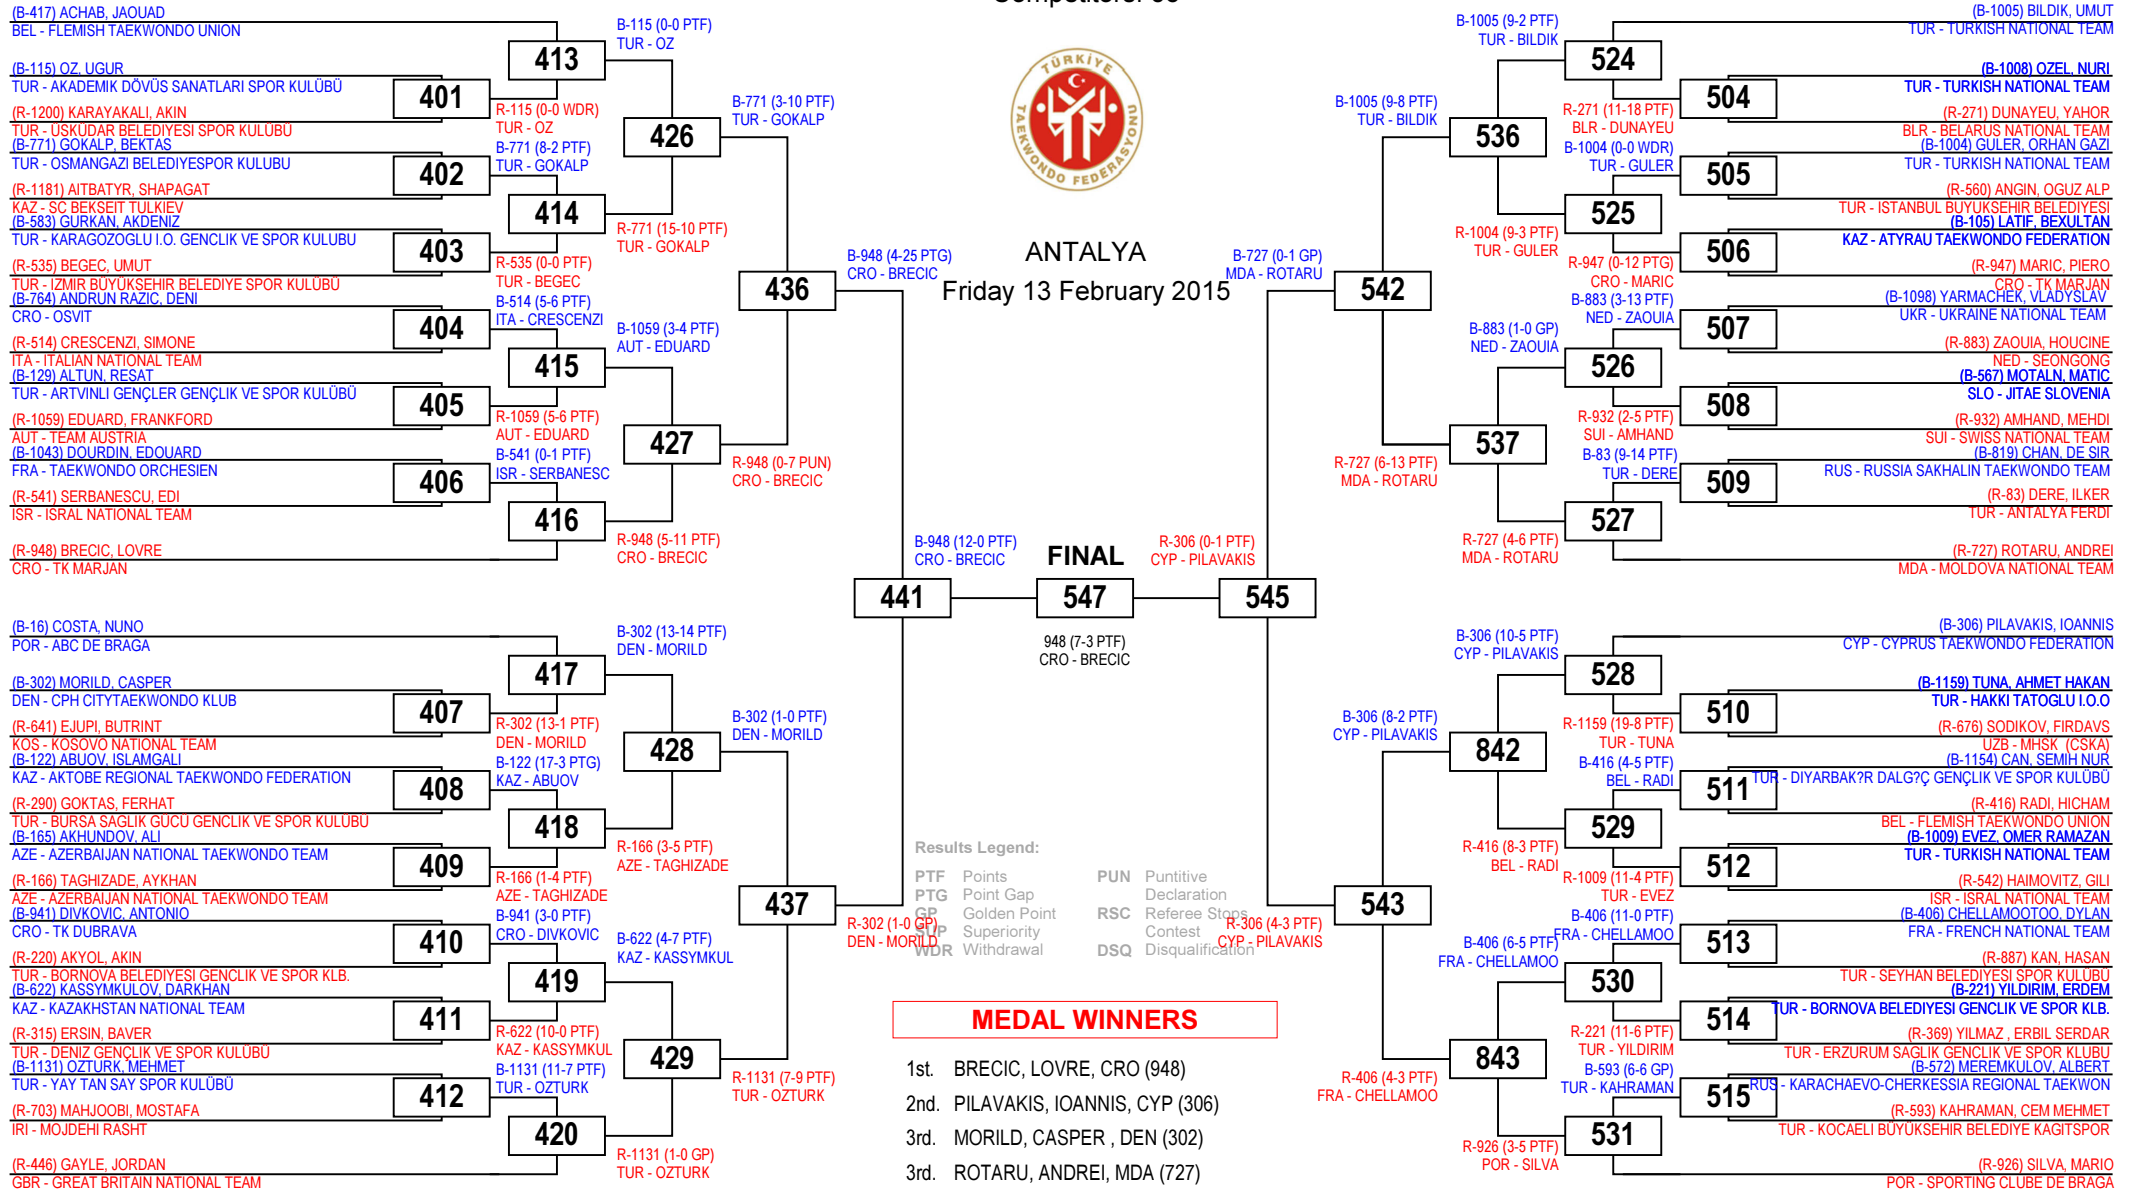 Competitors: 56
(B-417) ACHAB, JAOUAD
BEL - FLEMISH TAEKWONDO UNION
(B-115) OZ, UGUR
TUR - AKADEMIK DÖVÜS SANATLARI SPOR KULÜBÜ
(R-1200) KARAYAKALI, AKIN
TUR - ÜSKÜDAR BELEDIYESI SPOR KULÜBÜ
(B-771) GOKALP, BEKTAS
TUR - OSMANGAZI BELEDIYESPOR KULUBU
(R-1181) AITBATYR, SHAPAGAT
KAZ - SC BEKSEIT TULKIEV
(B-583) GURKAN, AKDENIZ
TUR - KARAGOZOGLU I.O. GENCLIK VE SPOR KULUBU
(R-535) BEGEC, UMUT
TUR - IZMIR BÜYÜKSEHIR BELEDIYE SPOR KULÜBÜ
(B-764) ANDRUN RAZIC, DENI
CRO - OSVIT
(R-514) CRESCENZI, SIMONE
ITA - ITALIAN NATIONAL TEAM
(B-129) ALTUN, RESAT
TUR - ARTVINLI GENÇLER GENÇLIK VE SPOR KULÜBÜ
(R-1059) EDUARD, FRANKFORD
AUT - TEAM AUSTRIA
(B-1043) DOURDIN, EDOUARD
FRA - TAEKWONDO ORCHESIEN
(R-541) SERBANESCU, EDI
ISR - ISRAL NATIONAL TEAM
(R-948) BRECIC, LOVRE
CRO - TK MARJAN
(B-16) COSTA, NUNO
POR - ABC DE BRAGA
(B-302) MORILD, CASPER
DEN - CPH CITYTAEKWONDO KLUB
(R-641) EJUPI, BUTRINT
KOS - KOSOVO NATIONAL TEAM
(B-122) ABUOV, ISLAMGALI
KAZ - AKTOBE REGIONAL TAEKWONDO FEDERATION
(R-290) GOKTAS, FERHAT
TUR - BURSA SAGLIK GÜCÜ GENCLIK VE SPOR KULÜBÜ
(B-165) AKHUNDOV, ALI
AZE - AZERBAIJAN NATIONAL TAEKWONDO TEAM
(R-166) TAGHIZADE, AYKHAN
AZE - AZERBAIJAN NATIONAL TAEKWONDO TEAM
(B-941) DIVKOVIC, ANTONIO
CRO - TK DUBRAVA
(R-220) AKYOL, AKIN
TUR - BORNOVA BELEDIYESI GENCLIK VE SPOR KLB.
(B-622) KASSYMKULOV, DARKHAN
KAZ - KAZAKHSTAN NATIONAL TEAM
(R-315) ERSIN, BAVER
TUR - DENIZ GENÇLIK VE SPOR KULÜBÜ
(B-1131) OZTURK, MEHMET
TUR - YAY TAN SAY SPOR KULÜBÜ
(R-703) MAHJOOBI, MOSTAFA
IRI - MOJDEHI RASHT
(R-446) GAYLE, JORDAN
GBR - GREAT BRITAIN NATIONAL TEAM
401
402
403
404
405
406
407
408
409
410
411
412
R-115 (0-0 WDR)
TUR - OZ
B-771 (8-2 PTF)
TUR - GOKALP
R-535 (0-0 PTF)
TUR - BEGEC
B-514 (5-6 PTF)
ITA - CRESCENZI
R-1059 (5-6 PTF)
AUT - EDUARD
B-541 (0-1 PTF)
ISR - SERBANESC
R-302 (13-1 PTF)
DEN - MORILD
B-122 (17-3 PTG)
KAZ - ABUOV
R-166 (1-4 PTF)
AZE - TAGHIZADE
B-941 (3-0 PTF)
CRO - DIVKOVIC
R-622 (10-0 PTF)
KAZ - KASSYMKUL
B-1131 (11-7 PTF)
TUR - OZTURK
413
414
415
416
417
418
419
420
B-115 (0-0 PTF)
TUR - OZ
R-771 (15-10 PTF)
TUR - GOKALP
B-1059 (3-4 PTF)
AUT - EDUARD
R-948 (5-11 PTF)
CRO - BRECIC
B-302 (13-14 PTF)
DEN - MORILD
R-166 (3-5 PTF)
AZE - TAGHIZADE
B-622 (4-7 PTF)
KAZ - KASSYMKUL
R-1131 (1-0 GP)
TUR - OZTURK
426
427
428
429
B-771 (3-10 PTF)
TUR - GOKALP
R-948 (0-7 PUN)
CRO - BRECIC
B-302 (1-0 PTF)
DEN - MORILD
R-1131 (7-9 PTF)
TUR - OZTURK
436
437
B-948 (4-25 PTG)
CRO - BRECIC
R-302 (1-0 GP)
DEN - MORILD
441
B-948 (12-0 PTF)
CRO - BRECIC
TÜRKİYE
TAEKWONDO FEDERASYONU
ANTALYA
Friday 13 February 2015
FINAL
547
948 (7-3 PTF)
CRO - BRECIC
R-306 (0-1 PTF)
CYP - PILAVAKIS
545
B-727 (0-1 GP)
MDA - ROTARU
R-306 (4-3 PTF)
CYP - PILAVAKIS
542
543
B-1005 (9-8 PTF)
TUR - BILDIK
R-727 (6-13 PTF)
MDA - ROTARU
B-306 (8-2 PTF)
CYP - PILAVAKIS
R-406 (4-3 PTF)
FRA - CHELLAMOO
536
537
842
843
B-1005 (9-2 PTF)
TUR - BILDIK
R-1004 (9-3 PTF)
TUR - GULER
B-883 (1-0 GP)
NED - ZAOUIA
R-727 (4-6 PTF)
MDA - ROTARU
B-306 (10-5 PTF)
CYP - PILAVAKIS
R-416 (8-3 PTF)
BEL - RADI
B-406 (6-5 PTF)
FRA - CHELLAMOO
R-926 (3-5 PTF)
POR - SILVA
524
525
526
527
528
529
530
531
R-271 (11-18 PTF)
BLR - DUNAYEU
B-1004 (0-0 WDR)
TUR - GULER
R-947 (0-12 PTG)
CRO - MARIC
B-883 (3-13 PTF)
NED - ZAOUIA
R-932 (2-5 PTF)
SUI - AMHAND
B-83 (9-14 PTF)
TUR - DERE
R-1159 (19-8 PTF)
TUR - TUNA
B-416 (4-5 PTF)
BEL - RADI
R-1009 (11-4 PTF)
TUR - EVEZ
B-406 (11-0 PTF)
FRA - CHELLAMOO
R-221 (11-6 PTF)
TUR - YILDIRIM
B-593 (6-6 GP)
TUR - KAHRAMAN
504
505
506
507
508
509
510
511
512
513
514
515
(B-1005) BILDIK, UMUT
TUR - TURKISH NATIONAL TEAM
(B-1008) OZEL, NURI
TUR - TURKISH NATIONAL TEAM
(R-271) DUNAYEU, YAHOR
BLR - BELARUS NATIONAL TEAM
(B-1004) GULER, ORHAN GAZI
TUR - TURKISH NATIONAL TEAM
(R-560) ANGIN, OGUZ ALP
TUR - ISTANBUL BUYUKSEHIR BELEDIYESI
(B-105) LATIF, BEXULTAN
KAZ - ATYRAU TAEKWONDO FEDERATION
(R-947) MARIC, PIERO
CRO - TK MARJAN
(B-1098) YARMACHEK, VLADYSLAV
UKR - UKRAINE NATIONAL TEAM
(R-883) ZAOUIA, HOUCINE
NED - SEONGONG
(B-567) MOTALN, MATIC
SLO - JITAE SLOVENIA
(R-932) AMHAND, MEHDI
SUI - SWISS NATIONAL TEAM
(B-819) CHAN, DE SIR
RUS - RUSSIA SAKHALIN TAEKWONDO TEAM
(R-83) DERE, ILKER
TUR - ANTALYA FERDI
(R-727) ROTARU, ANDREI
MDA - MOLDOVA NATIONAL TEAM
(B-306) PILAVAKIS, IOANNIS
CYP - CYPRUS TAEKWONDO FEDERATION
(B-1159) TUNA, AHMET HAKAN
TUR - HAKKI TATOGLU I.O.O
(R-676) SODIKOV, FIRDAVS
UZB - MHSK (CSKA)
(B-1154) CAN, SEMIH NUR
TUR - DIYARBAK?R DALG?Ç GENÇLIK VE SPOR KULÜBÜ
(R-416) RADI, HICHAM
BEL - FLEMISH TAEKWONDO UNION
(B-1009) EVEZ, OMER RAMAZAN
TUR - TURKISH NATIONAL TEAM
(R-542) HAIMOVITZ, GILI
ISR - ISRAL NATIONAL TEAM
(B-406) CHELLAMOOTOO, DYLAN
FRA - FRENCH NATIONAL TEAM
(R-887) KAN, HASAN
TUR - SEYHAN BELEDIYESI SPOR KULÜBÜ
(B-221) YILDIRIM, ERDEM
TUR - BORNOVA BELEDIYESI GENCLIK VE SPOR KLB.
(R-369) YILMAZ , ERBIL SERDAR
TUR - ERZURUM SAGLIK GENCLIK VE SPOR KLUBU
(B-572) MEREMKULOV, ALBERT
RUS - KARACHAEVO-CHERKESSIA REGIONAL TAEKWON
(R-593) KAHRAMAN, CEM MEHMET
TUR - KOCAELI BÜYÜKSEHIR BELEDIYE KAGITSPOR
(R-926) SILVA, MARIO
POR - SPORTING CLUBE DE BRAGA
Results Legend:
PTF Points
PTG Point Gap
GP Golden Point
SUP Superiority
WDR Withdrawal
PUN Puntitive
Declaration
RSC Referee Stops
Contest
DSQ Disqualification
MEDAL WINNERS
1st. BRECIC, LOVRE, CRO (948)
2nd. PILAVAKIS, IOANNIS, CYP (306)
3rd. MORILD, CASPER , DEN (302)
3rd. ROTARU, ANDREI, MDA (727)